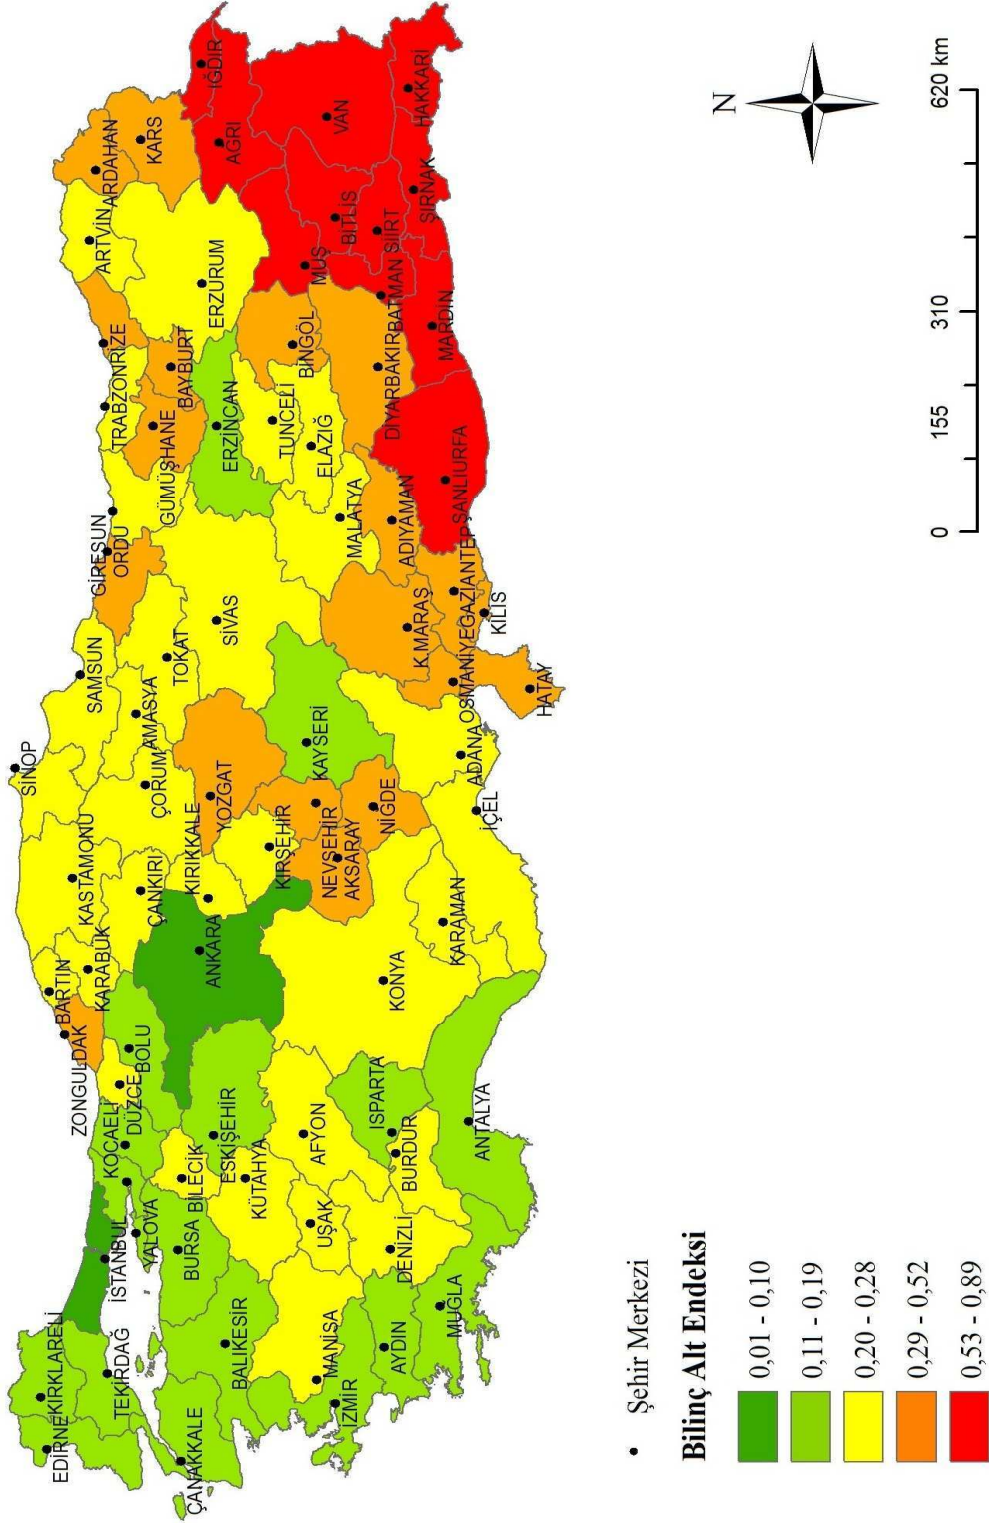 EDİRNE
KIRKLARELİ
TEKİRDAĞ
İSTANBUL
ÇANAKKALE
BALIKESİR
BURSA
YALOVA
KOCAELİ
DÜZCE
BOLU
ZONGULDAK
BARTIN
KARABÜK
KASTAMONU
SİNOP
ÇANKIRI
ANKARA
KIRIKKALE
ÇORUM
AMASYA
SAMSUN
TOKAT
ORDU
GİRESUN
GÜMÜŞHANE
TRABZON
RİZE
BAYBURT
ARTVİN
ARDAHAN
KARS
IĞDIR
AĞRI
ERZURUM
ERZİNCAN
SİVAS
YOZGAT
KIRŞEHİR
NEVŞEHİR
AKSARAY
NİĞDE
KAYSERİ
MALATYA
ELAZIĞ
TUNCELİ
BİNGÖL
MUŞ
BİTLİS
VAN
HAKKARİ
ŞIRNAK
SİİRT
BATMAN
DİYARBAKIR
MARDİN
ŞANLIURFA
ADIYAMAN
K.MARAŞ
GAZİANTEP
KİLİS
OSMANİYE
HATAY
ADANA
İÇEL
KARAMAN
KONYA
ANTALYA
ISPARTA
BURDUR
AFYON
ESKİŞEHİR
BİLECİK
KÜTAHYA
UŞAK
DENİZLİ
MANİSA
İZMİR
AYDIN
MUĞLA
N
0 155 310 620 km
Şehir Merkezi
Bilinç Alt Endeksi
0,01 - 0,10
0,11 - 0,19
0,20 - 0,28
0,29 - 0,52
0,53 - 0,89